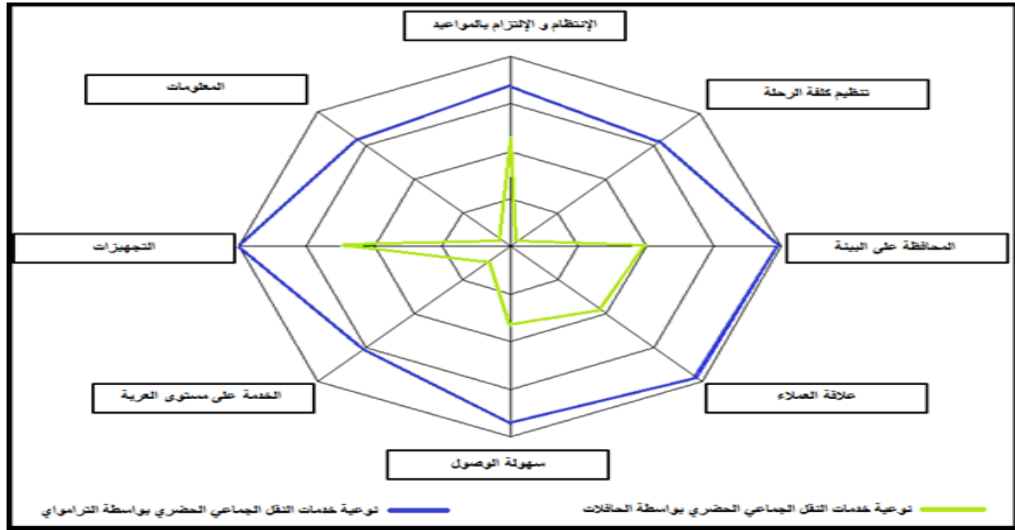 الإنتظام و الإلتزام بالمواعيد
تنظيم كلفة الرحلة
المعلومات
المحافظة على البيئة
التجهيزات
علاقة العملاء
الخدمة على مستوى العربة
سهولة الوصول
نوعية خدمات النقل الجماعي الحضري بواسطة الحافلات
نوعية خدمات النقل الجماعي الحضري بواسطة الترامواي